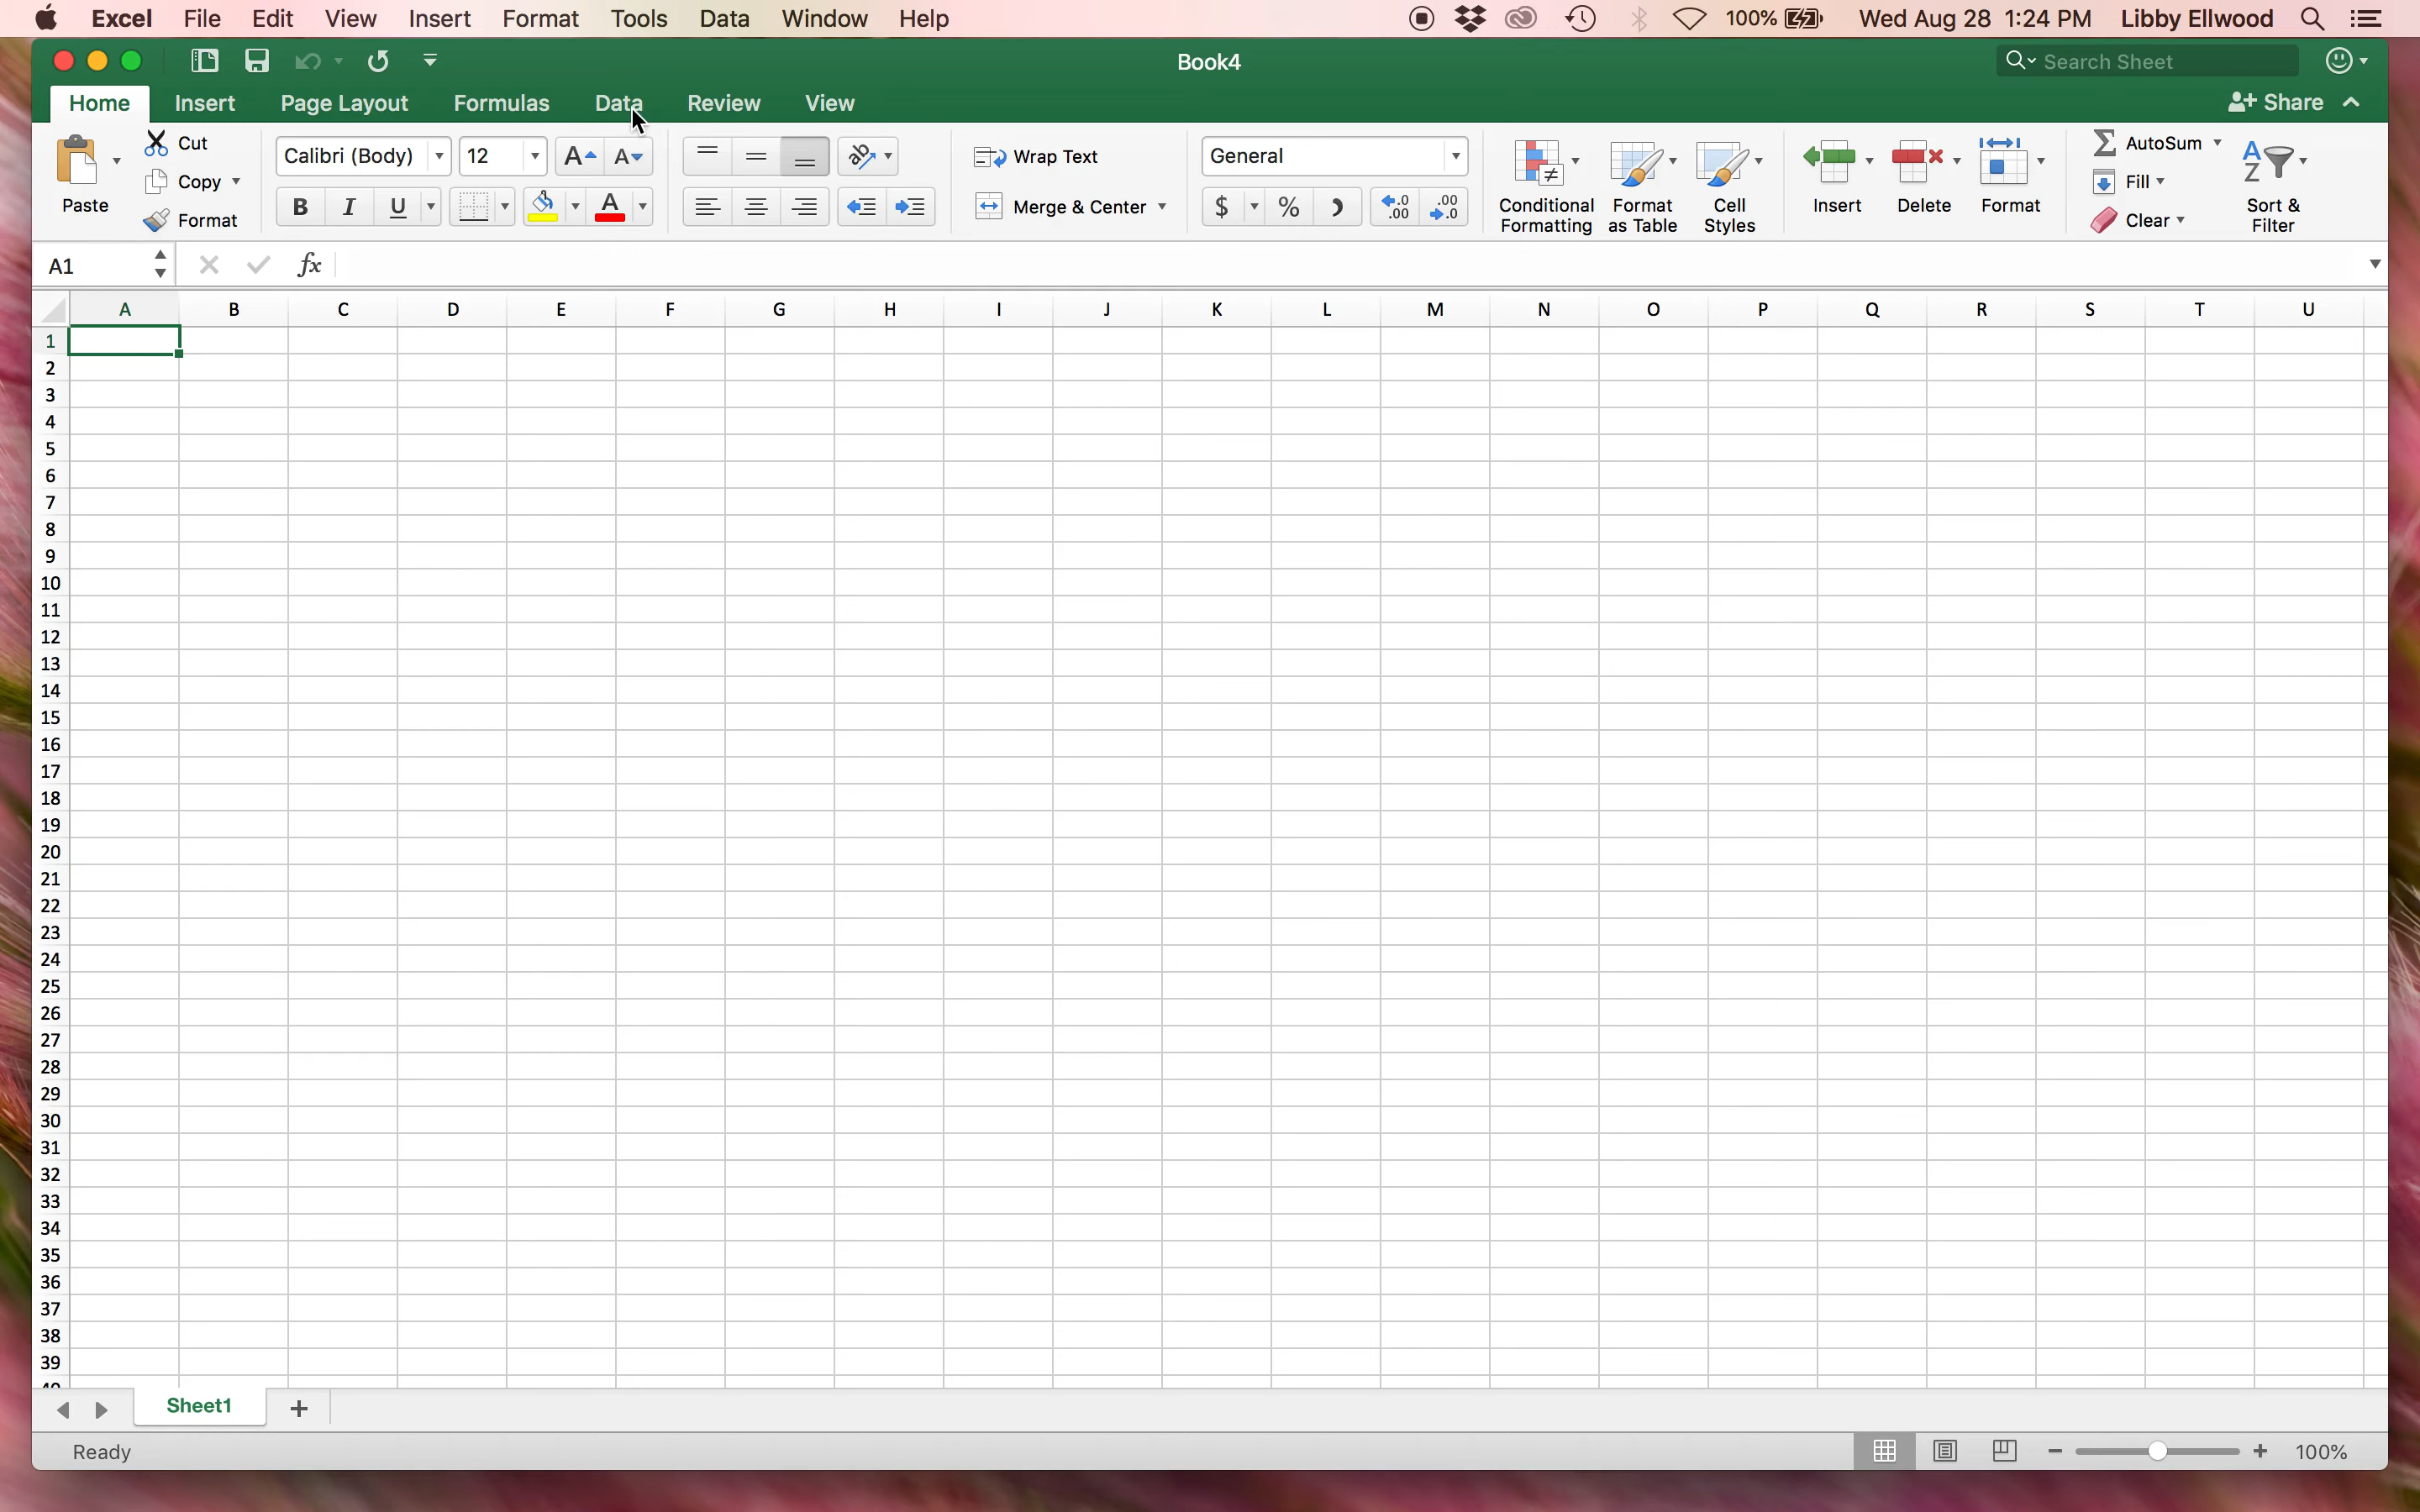 Excel File Edit View Insert Format Tools Data Window Help 100% Wed Aug 28 1:24 PM Libby Ellwood
Book4 Search Sheet
Home Insert Page Layout Formulas Data Review View Share
Paste
Cut
Copy
Format
Calibri (Body) 12 A A
B I U A
ab
Wrap Text
Merge & Center
General
$ % .0 .00 .00 .0
Conditional Formatting
Format as Table
Cell Styles
Insert
Delete
Format
AutoSum
Fill
Clear
A Z
Sort & Filter
A1 fx
A B C D E F G H I J K L M N O P Q R S T U
1
2
3
4
5
6
7
8
9
10
11
12
13
14
15
16
17
18
19
20
21
22
23
24
25
26
27
28
29
30
31
32
33
34
35
36
37
38
39
Sheet1 +
Ready 100%